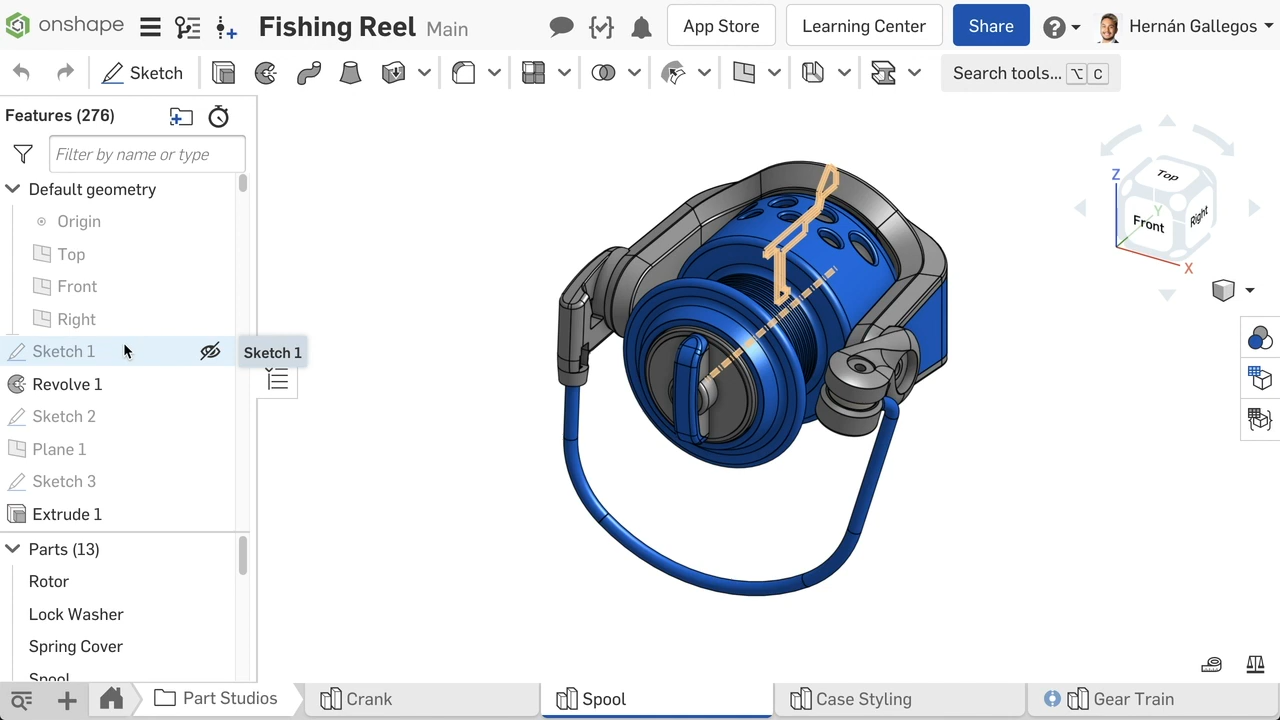 onshape
Fishing Reel Main
App Store
Learning Center
Share
Hernán Gallegos
Sketch
Search tools... ⌥ C
Features (276)
Filter by name or type
Default geometry
Origin
Top
Front
Right
Sketch 1
Sketch 1
Revolve 1
Sketch 2
Plane 1
Sketch 3
Extrude 1
Parts (13)
Rotor
Lock Washer
Spring Cover
Spool
Top
Front
Right
Z
Y
X
Part Studios
Crank
Spool
Case Styling
Gear Train